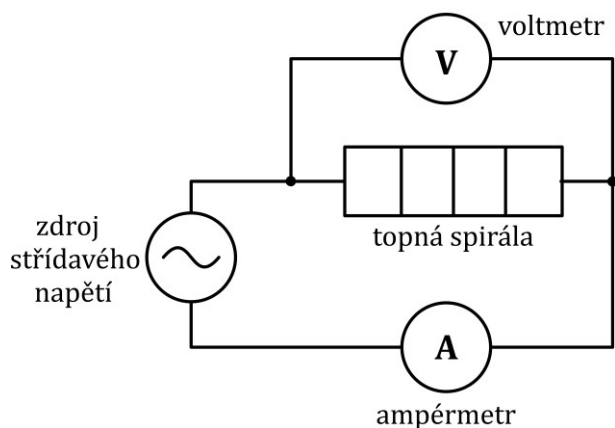 voltmetr
V
topná spirála
zdroj
střídavého
napětí
A
ampérmetr